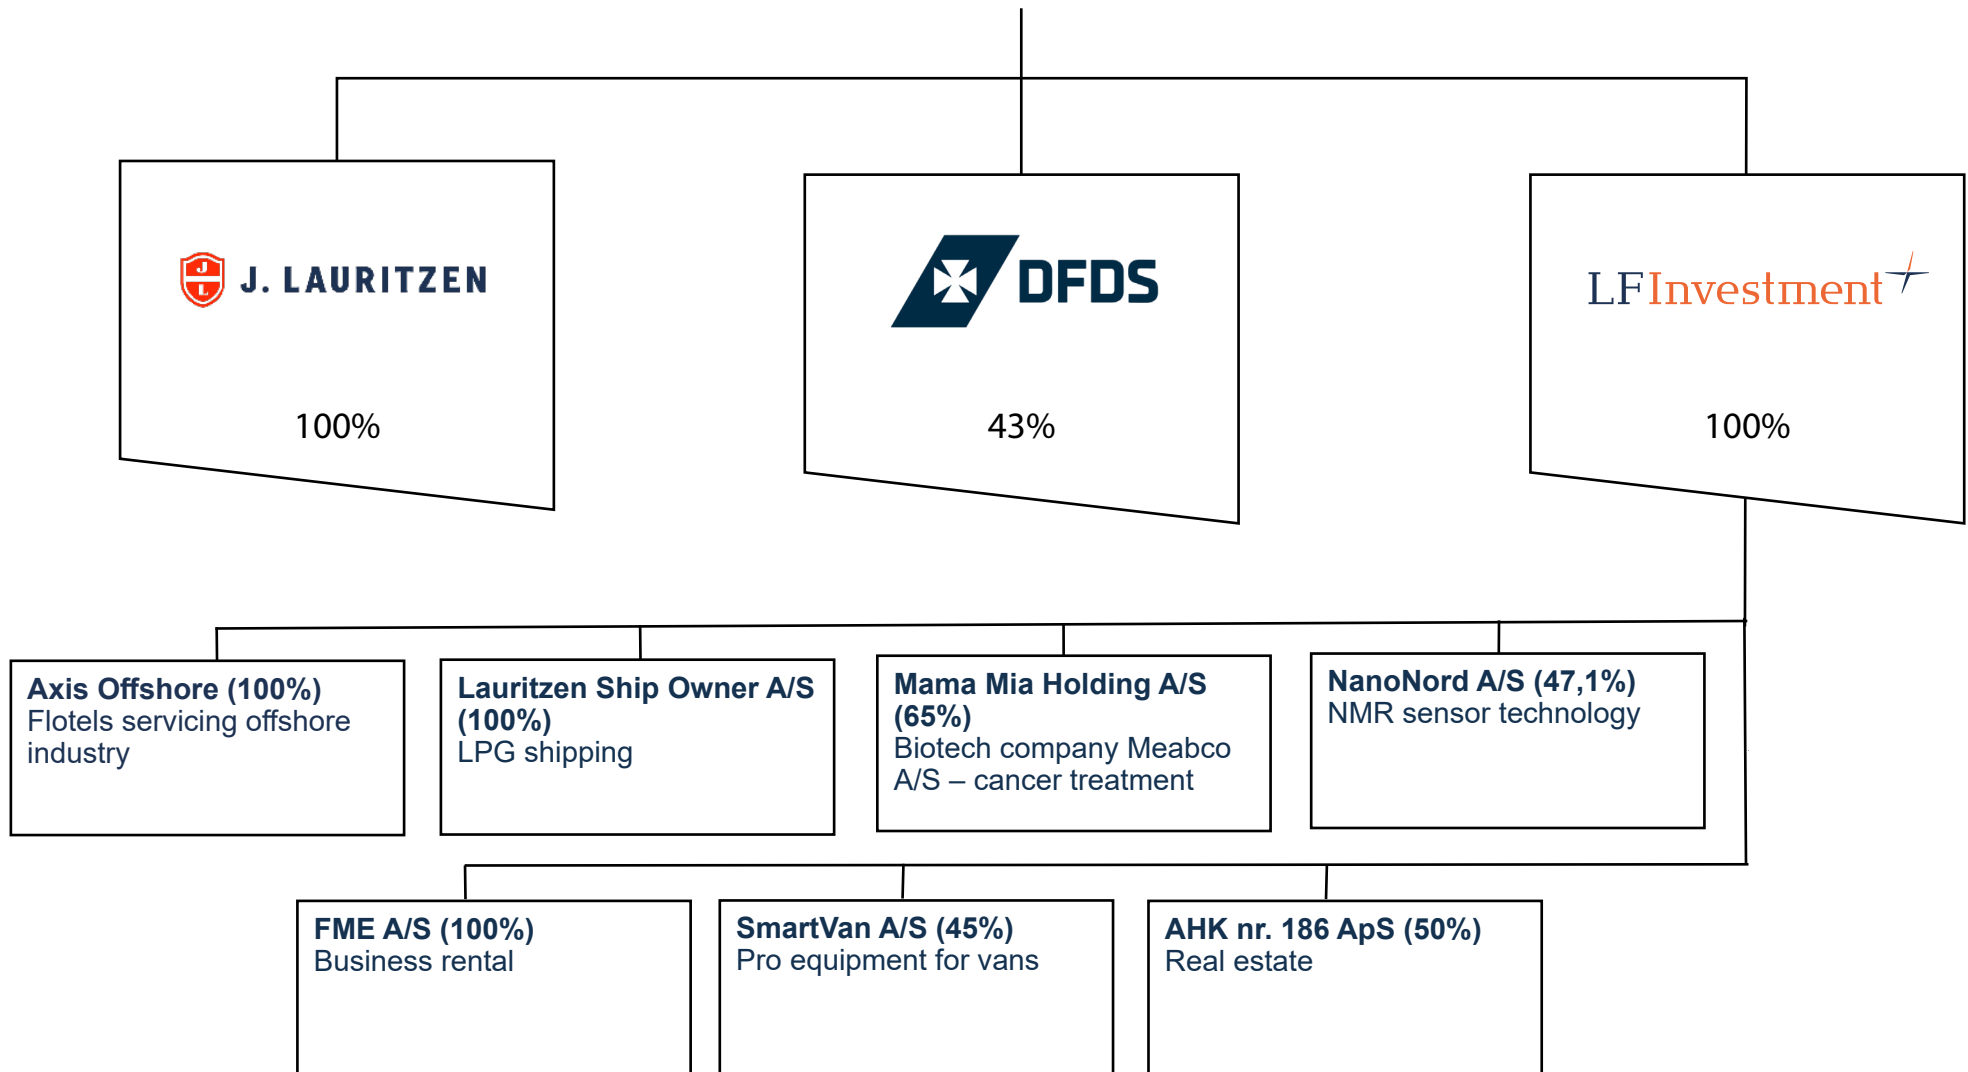 J
L
J. LAURITZEN
DFDS
LFInvestment
100%
43%
100%
Axis Offshore (100%)
Flotels servicing offshore
industry
Lauritzen Ship Owner A/S
(100%)
LPG shipping
Mama Mia Holding A/S
(65%)
Biotech company Meabco
A/S – cancer treatment
NanoNord A/S (47,1%)
NMR sensor technology
FME A/S (100%)
Business rental
SmartVan A/S (45%)
Pro equipment for vans
AHK nr. 186 ApS (50%)
Real estate